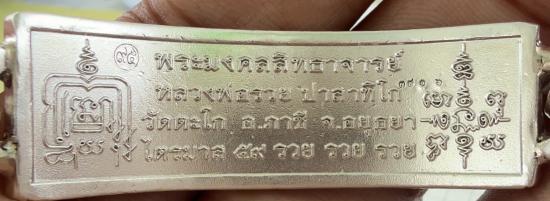 พระมงคลสิทธาจารย์
หลวงพ่อรวย ปาสาทิโก
วัดตะโก อ.ภาชี จ.อยุธยา
ไตรมาส ๕๙ รวย รวย รวย